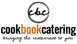 cbc
cookbookcatering
bringing the restaurant to you